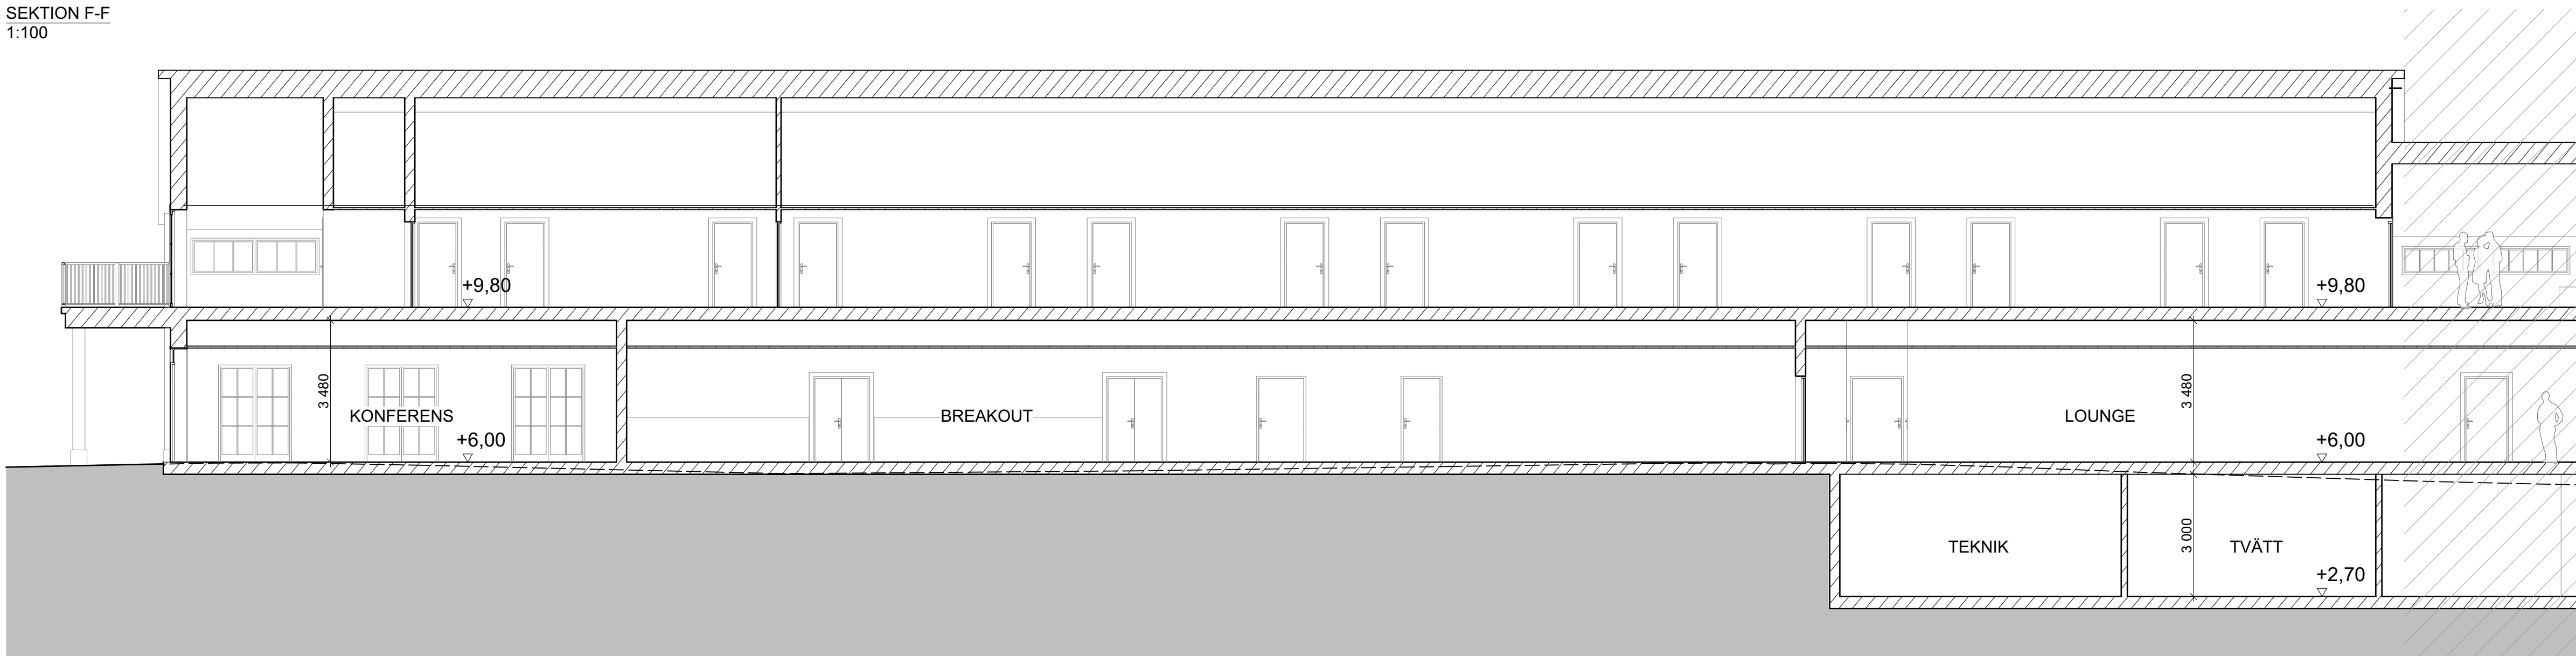 SEKTION F-F
1:100
+9,80
+9,80
3 480
KONFERENS
+6,00
BREAKOUT
LOUNGE
3 480
+6,00
TEKNIK
3 000
TVÄTT
+2,70